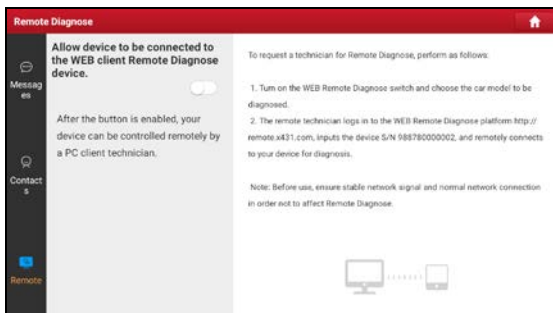 Remote Diagnose
Messag
es
Contact
s
Remote
Allow device to be connected to
the WEB client Remote Diagnose
device.
After the button is enabled, your
device can be controlled remotely by
a PC client technician.
To request a technician for Remote Diagnose, perform as follows:
1. Turn on the WEB Remote Diagnose switch and choose the car model to be
diagnosed.
2. The remote technician logs in to the WEB Remote Diagnose platform http://
remote.x431.com, inputs the device S/N 988780000002, and remotely connects
to your device for diagnosis.
Note: Before use, ensure stable network signal and normal network connection
in order not to affect Remote Diagnose.